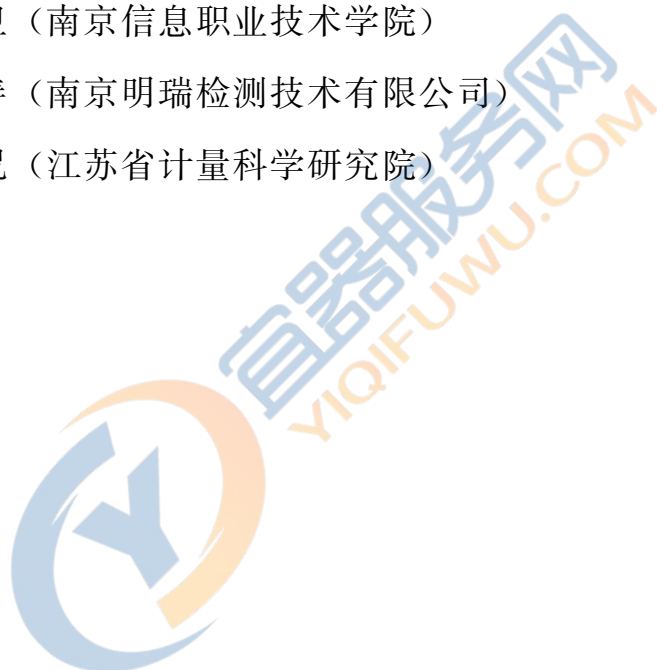 （南京信息职业技术学院）
（南京明瑞检测技术有限公司）
（江苏省计量科学研究院）
宜器服务网
YIQIFUWU.COM